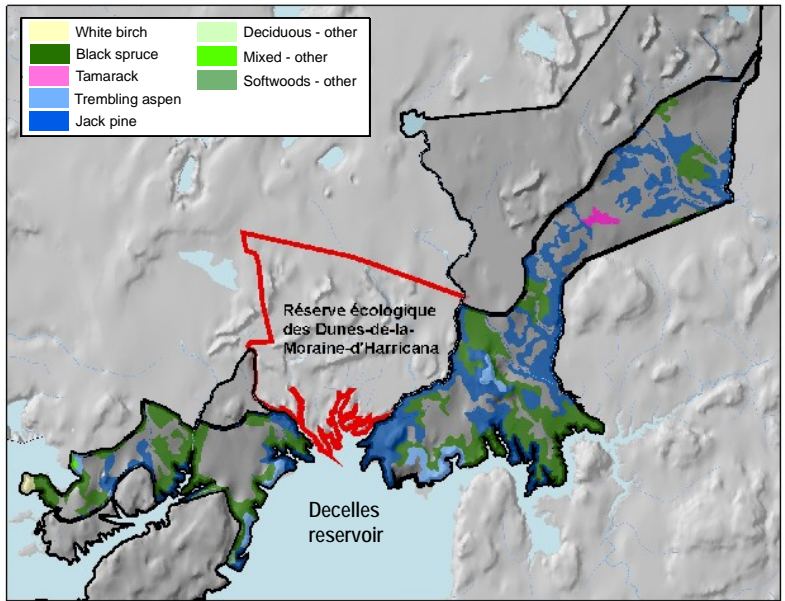 White birch
Black spruce
Tamarack
Trembling aspen
Jack pine
Deciduous - other
Mixed - other
Softwoods - other
Réserve écologique
des Dunes-de-la-
Moraine-d'Harricana
Decelles
reservoir